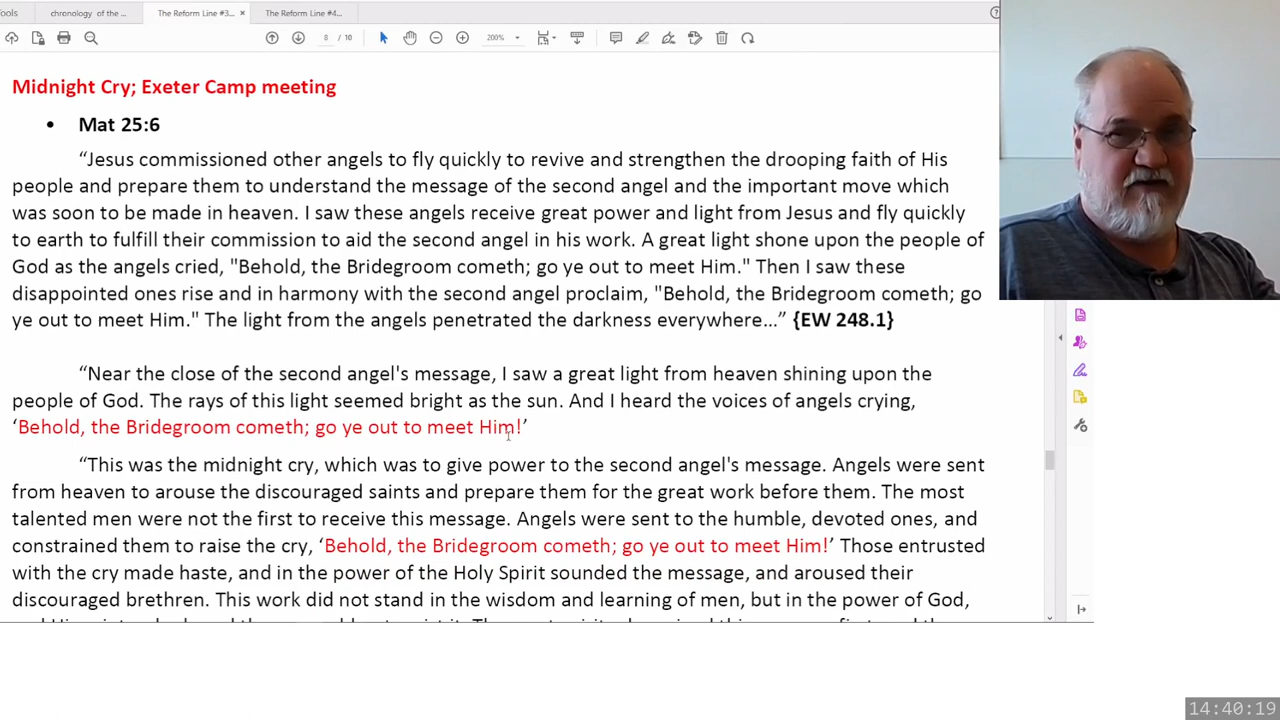 Tools
chronology of the ...
The Reform Line #3... ×
The Reform Line #4...
8 / 10
200%
Midnight Cry; Exeter Camp meeting
• Mat 25:6
“Jesus commissioned other angels to fly quickly to revive and strengthen the drooping faith of His
people and prepare them to understand the message of the second angel and the important move which
was soon to be made in heaven. I saw these angels receive great power and light from Jesus and fly quickly
to earth to fulfill their commission to aid the second angel in his work. A great light shone upon the people of
God as the angels cried, "Behold, the Bridegroom cometh; go ye out to meet Him." Then I saw these
disappointed ones rise and in harmony with the second angel proclaim, "Behold, the Bridegroom cometh; go
ye out to meet Him." The light from the angels penetrated the darkness everywhere…” {EW 248.1}
“Near the close of the second angel's message, I saw a great light from heaven shining upon the
people of God. The rays of this light seemed bright as the sun. And I heard the voices of angels crying,
‘Behold, the Bridegroom cometh; go ye out to meet Him!’
“This was the midnight cry, which was to give power to the second angel's message. Angels were sent
from heaven to arouse the discouraged saints and prepare them for the great work before them. The most
talented men were not the first to receive this message. Angels were sent to the humble, devoted ones, and
constrained them to raise the cry, ‘Behold, the Bridegroom cometh; go ye out to meet Him!’ Those entrusted
with the cry made haste, and in the power of the Holy Spirit sounded the message, and aroused their
discouraged brethren. This work did not stand in the wisdom and learning of men, but in the power of God,
14:40:19